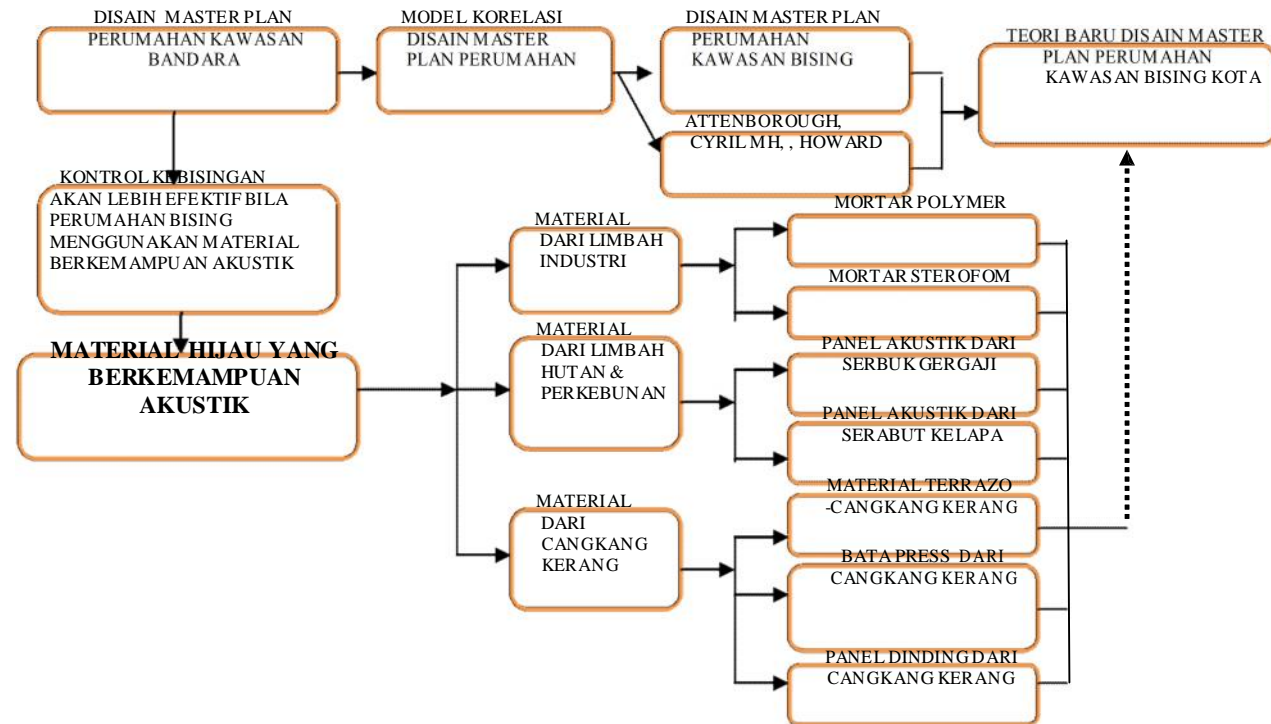 DISAIN MASTER PLAN
PERUMAHAN KAWASAN
BANDARA
MODEL KORELASI
DISAIN MASTER
PLAN PERUMAHAN
DISAIN MASTER PLAN
PERUMAHAN
KAWASAN BISING
TEORI BARU DISAIN MASTER
PLAN PERUMAHAN
KAWASAN BISING KOTA
ATTENBOROUGH,
CYRIL MH, , HOWARD
KONTROL KEBISINGAN
AKAN LEBIH EFEKTIF BILA
PERUMAHAN BISING
MENGGUNAKAN MATERIAL
BERKEMAMPUAN AKUSTIK
MATERIAL HIJAU YANG
BERKEMAMPUAN
AKUSTIK
MATERIAL
DARI LIMBAH
INDUSTRI
MATERIAL
DARI LIMBAH
HUTAN &
PERKEBUNAN
MATERIAL
DARI
CANGKANG
KERANG
MORTAR POLYMER
MORTAR STEROFOM
PANEL AKUSTIK DARI
SERBUK GERGAJI
PANEL AKUSTIK DARI
SERABUT KELAPA
MATERIAL TERRAZO
-CANGKANG KERANG
BATA PRESS DARI
CANGKANG KERANG
PANEL DINDING DARI
CANGKANG KERANG